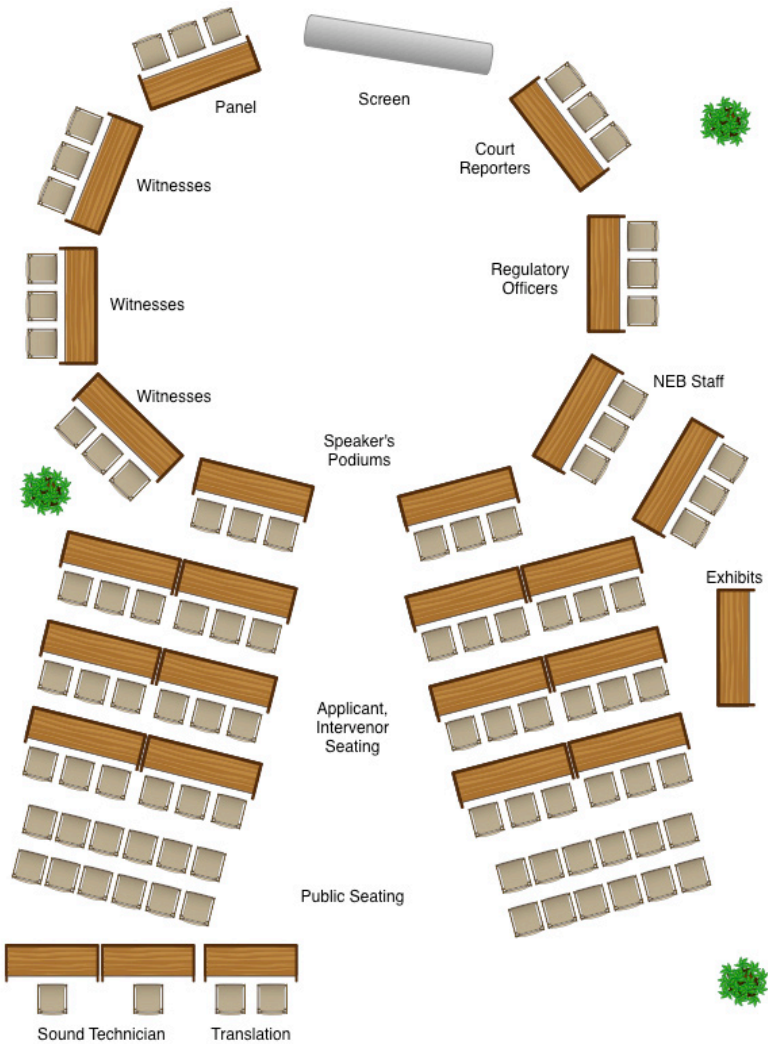 Screen
Panel
Court
Reporters
Witnesses
Regulatory
Officers
Witnesses
NEB Staff
Witnesses
Speaker's
Podiums
Exhibits
Applicant,
Intervenor
Seating
Public Seating
Sound Technician
Translation